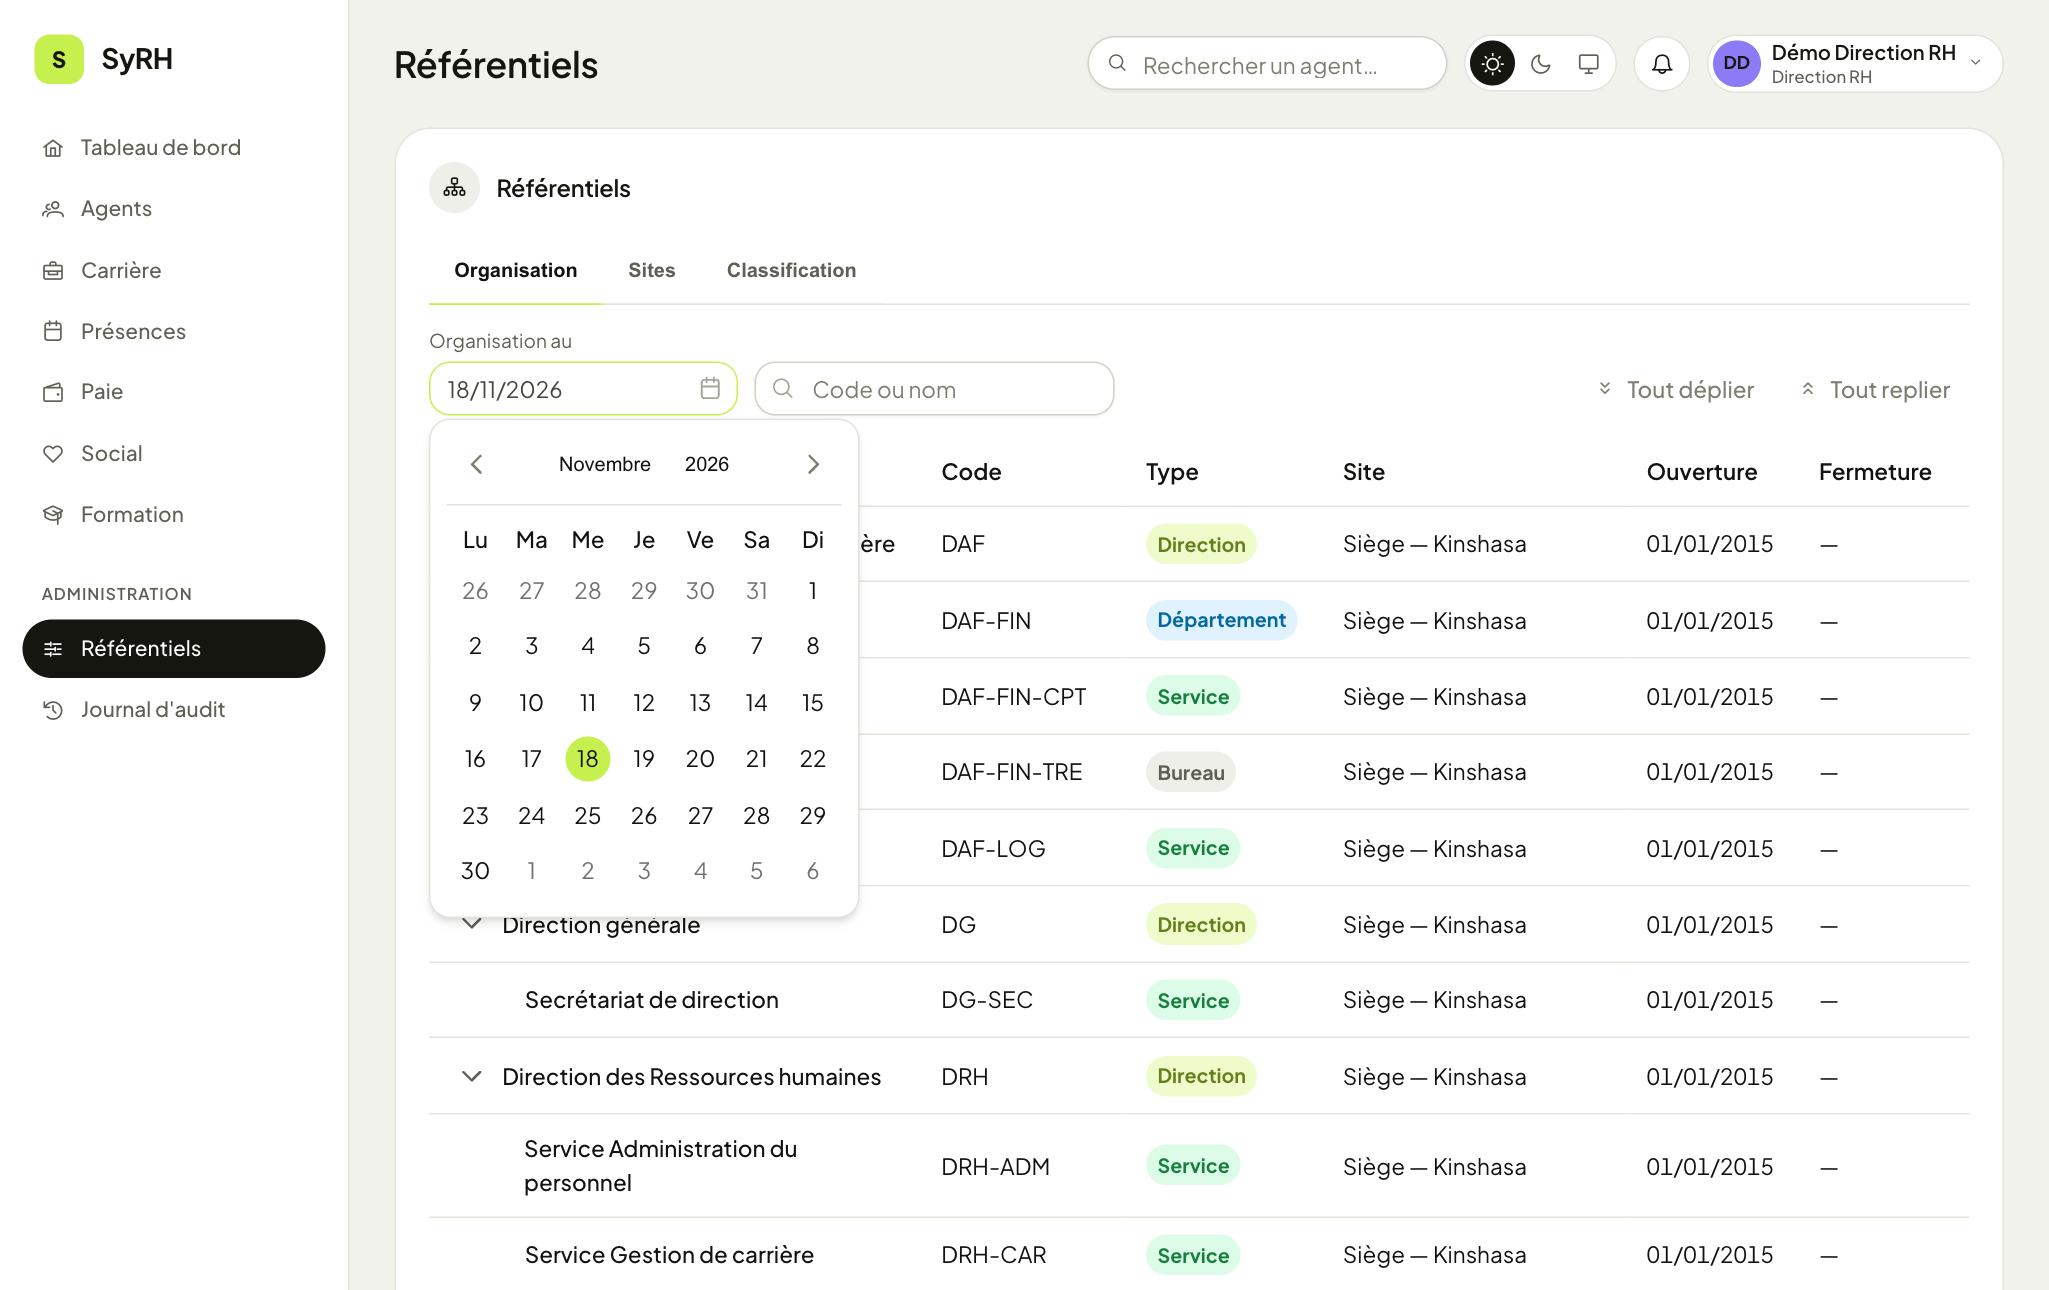 S SyRH
Tableau de bord
Agents
Carrière
Présences
Paie
Social
Formation
ADMINISTRATION
Référentiels
Journal d'audit
Référentiels
Rechercher un agent...
DD
Démo Direction RH
Direction RH
Référentiels
Organisation Sites Classification
Organisation au
18/11/2026
Code ou nom
Tout déplier
Tout replier
Novembre 2026
Lu Ma Me Je Ve Sa Di
26 27 28 29 30 31 1
2 3 4 5 6 7 8
9 10 11 12 13 14 15
16 17 18 19 20 21 22
23 24 25 26 27 28 29
30 1 2 3 4 5 6
Code Type Site Ouverture Fermeture
ère DAF Direction Siège — Kinshasa 01/01/2015 —
DAF-FIN Département Siège — Kinshasa 01/01/2015 —
DAF-FIN-CPT Service Siège — Kinshasa 01/01/2015 —
DAF-FIN-TRE Bureau Siège — Kinshasa 01/01/2015 —
DAF-LOG Service Siège — Kinshasa 01/01/2015 —
Direction générale DG Direction Siège — Kinshasa 01/01/2015 —
Secrétariat de direction DG-SEC Service Siège — Kinshasa 01/01/2015 —
Direction des Ressources humaines DRH Direction Siège — Kinshasa 01/01/2015 —
Service Administration du
personnel DRH-ADM Service Siège — Kinshasa 01/01/2015 —
Service Gestion de carrière DRH-CAR Service Siège — Kinshasa 01/01/2015 —